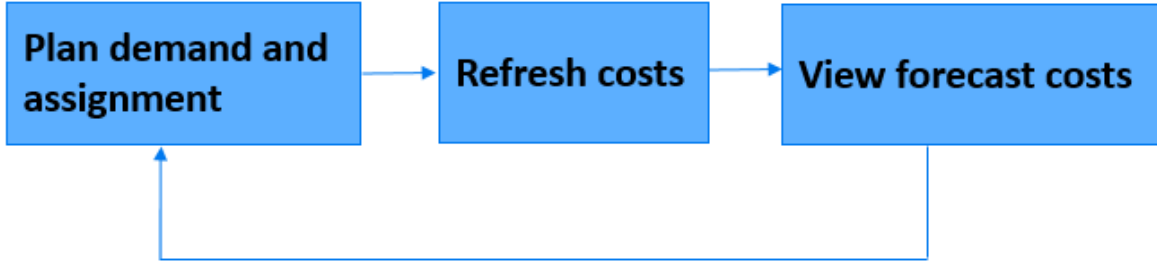 Plan demand and
assignment
Refresh costs
View forecast costs